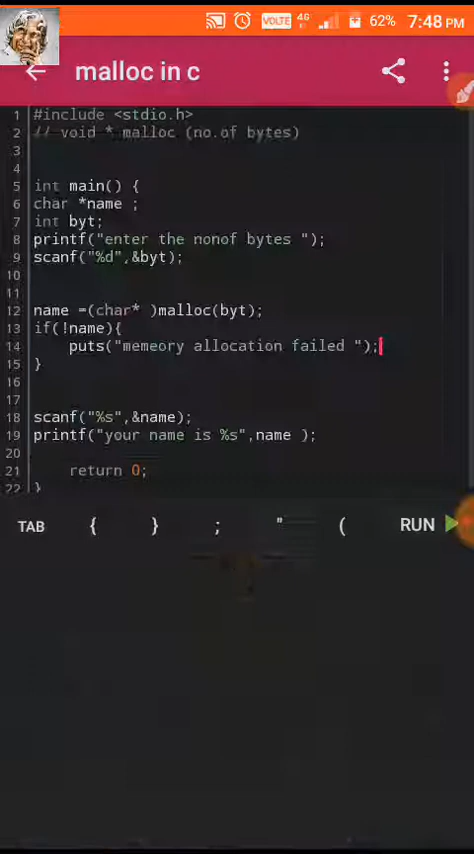 VOLTE 4G 62% 7:48 PM
malloc in c
1 #include <stdio.h>
2 // void * malloc (no.of bytes)
3
4
5 int main() {
6 char *name ;
7 int byt;
8 printf("enter the nonof bytes ");
9 scanf("%d",&byt);
10
11
12 name =(char* )malloc(byt);
13 if(!name){
14 puts("memeory allocation failed ");
15 }
16
17
18 scanf("%s",&name);
19 printf("your name is %s",name );
20
21 return 0;
22 }
TAB { } ; " ( RUN